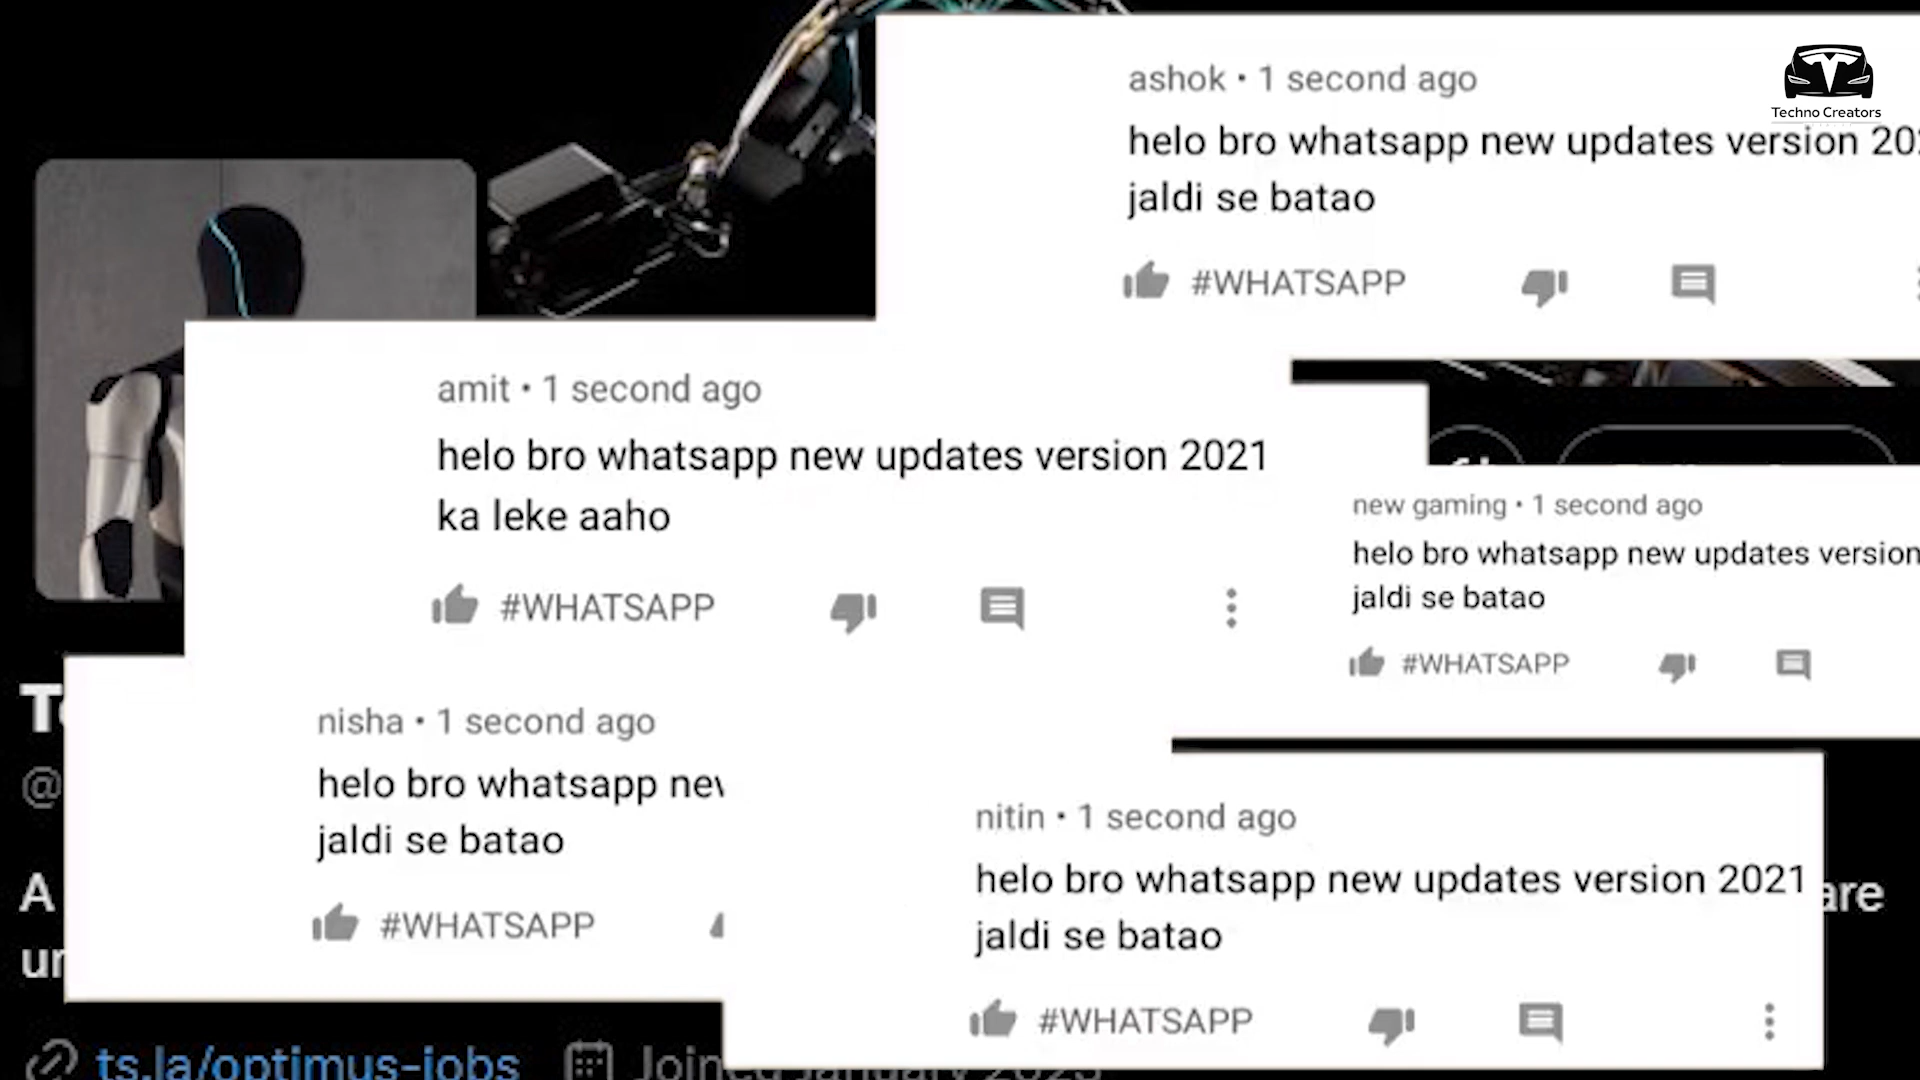 Techno Creators
ashok • 1 second ago
helo bro whatsapp new updates version
jaldi se batao
#WHATSAPP
amit • 1 second ago
helo bro whatsapp new updates version 2021
ka leke aaho
#WHATSAPP
new gaming • 1 second ago
helo bro whatsapp new updates version
jaldi se batao
#WHATSAPP
nisha • 1 second ago
helo bro whatsapp
jaldi se batao
#WHATSAPP
nitin • 1 second ago
helo bro whatsapp new updates version 2021
jaldi se batao
#WHATSAPP
@
A
are
ts.la/optimus-jobs
Joined January 2023